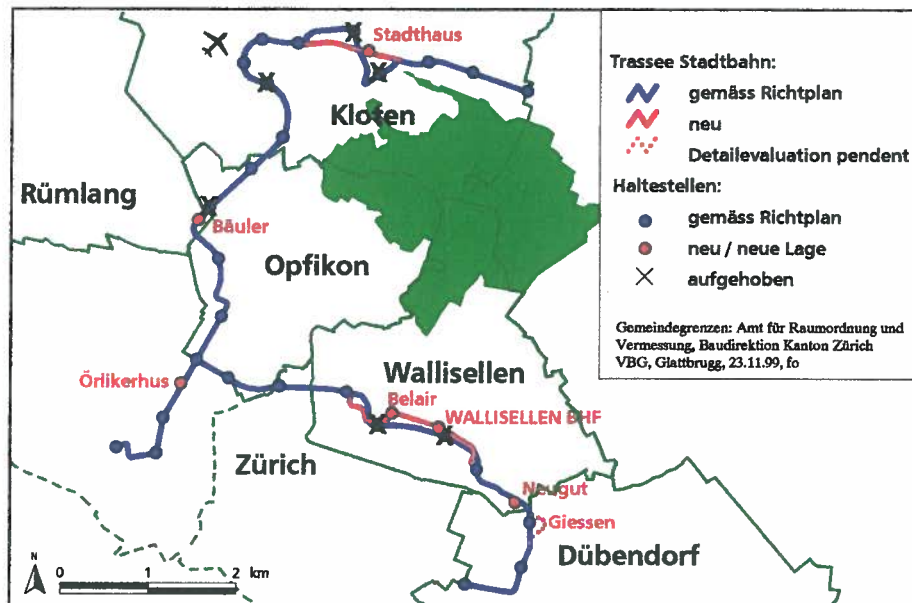 Stadthaus
Kloten
Rümlang
Bäuler
Opfikon
Örlikerhus
Wallisellen
Belair
WALLISELLEN BHF
Zürich
Neugut
Giessen
Dübendorf
N
0 1 2 km
Trassee Stadtbahn:
gemäss Richtplan
neu
Detailevaluation pendent
Haltestellen:
gemäss Richtplan
neu / neue Lage
aufgehoben
Gemeindegrenzen: Amt für Raumordnung und
Vermessung, Baudirektion Kanton Zürich
VBG, Glattbrugg, 23.11.99, fo